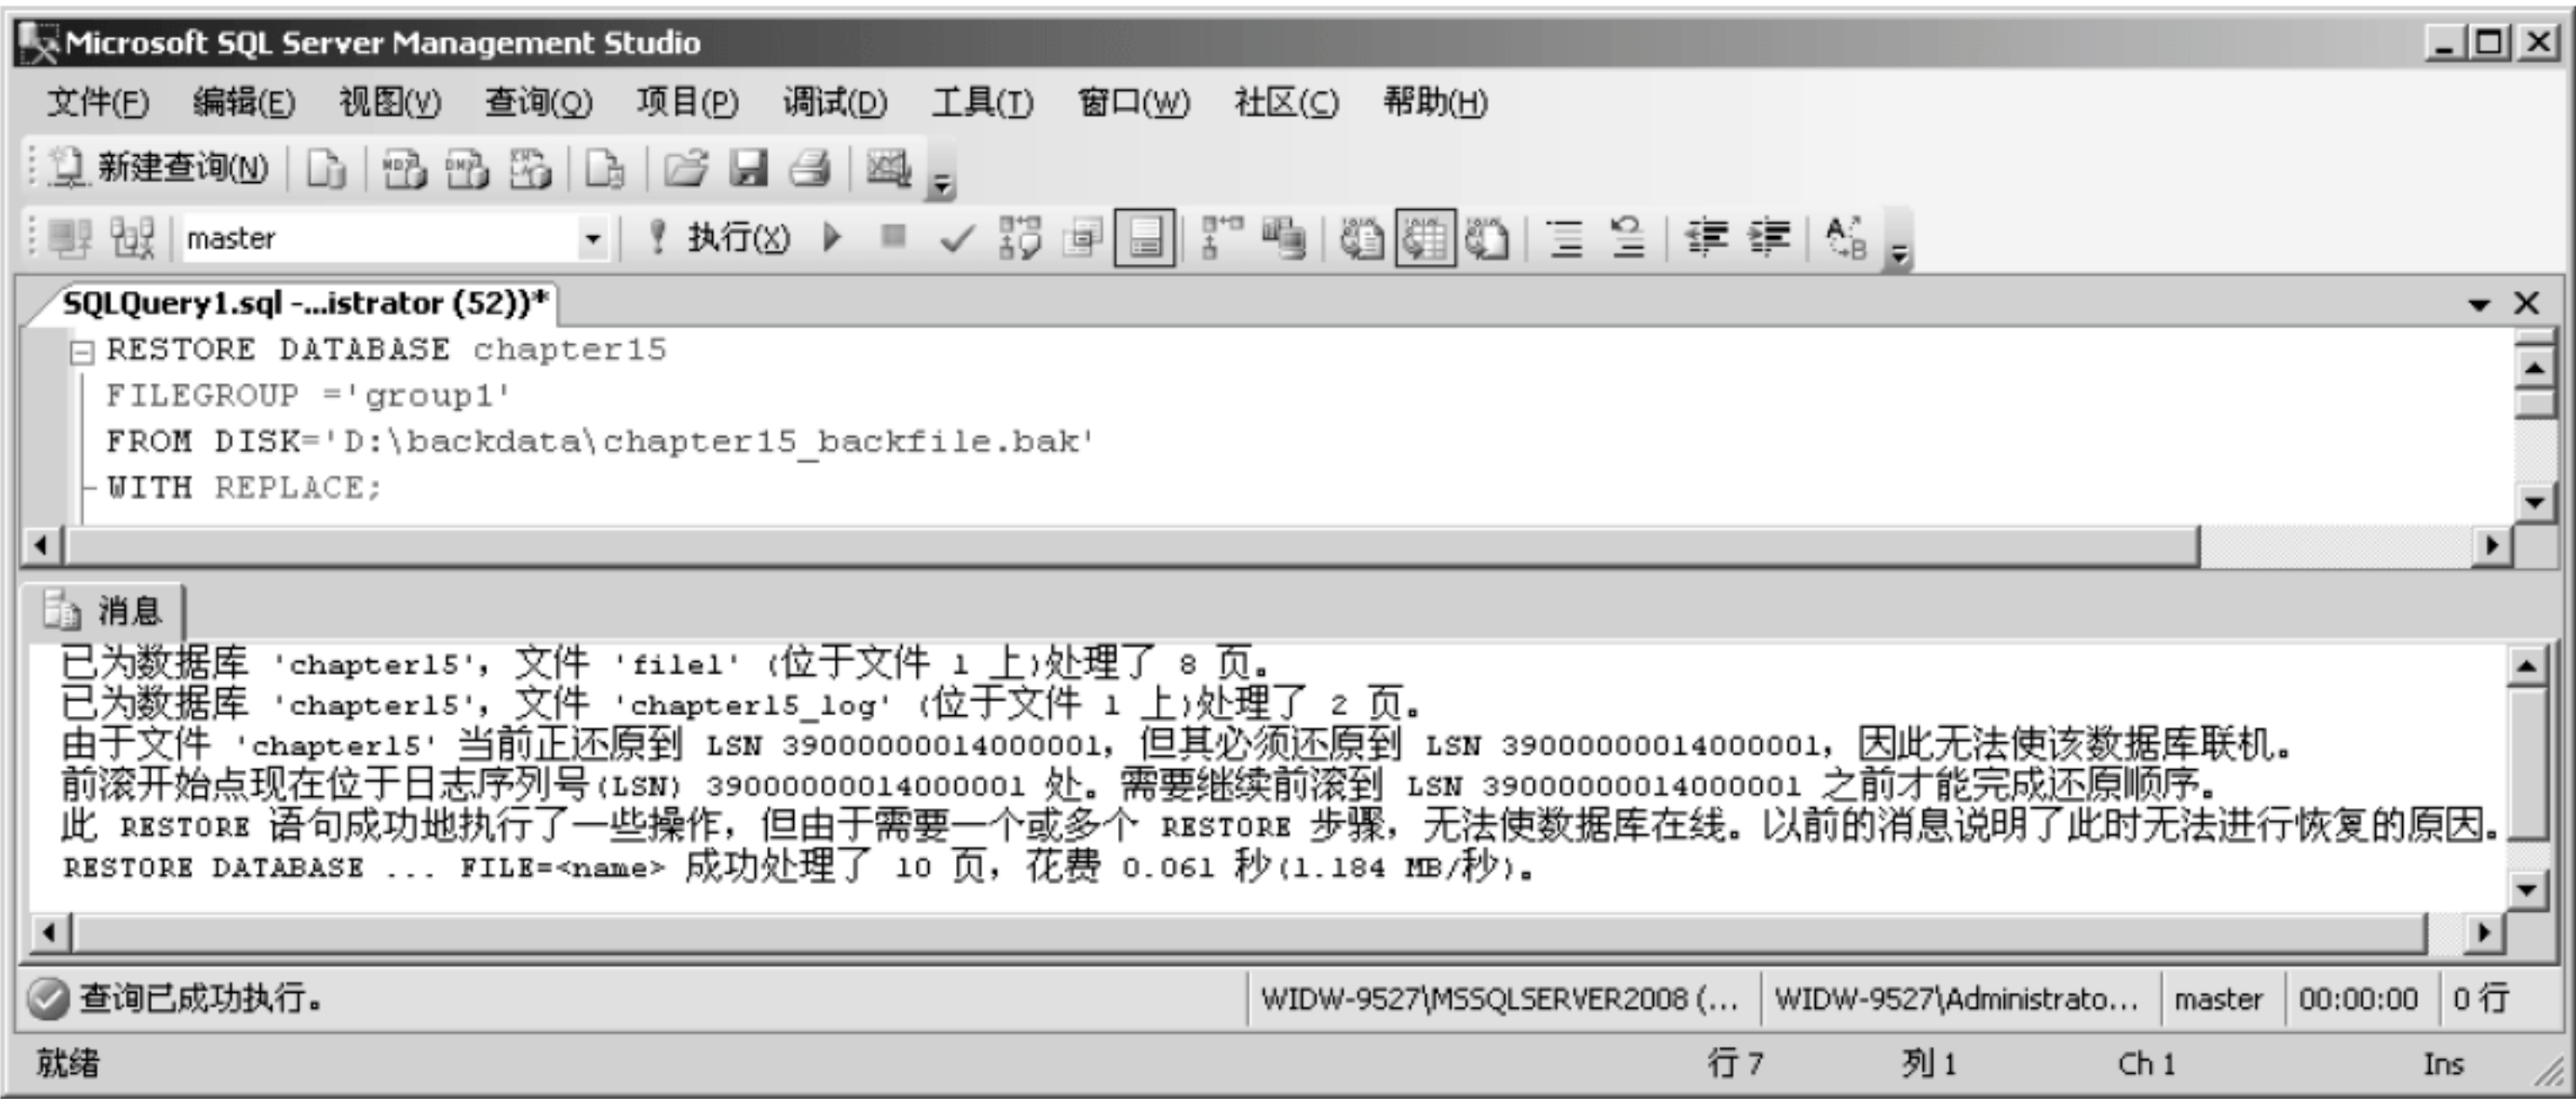 Microsoft SQL Server Management Studio
文件(F) 编辑(E) 视图(V) 查询(Q) 项目(P) 调试(D) 工具(T) 窗口(W) 社区(C) 帮助(H)
新建查询(N)
master 执行(X)
SQLQuery1.sql -...istrator (52))*
RESTORE DATABASE chapter15
FILEGROUP ='group1'
FROM DISK='D:\backdata\chapter15_backfile.bak'
WITH REPLACE;
消息
已为数据库 'chapter15'，文件 'file1' (位于文件 1 上)处理了 8 页。
已为数据库 'chapter15'，文件 'chapter15_log' (位于文件 1 上)处理了 2 页。
由于文件 'chapter15' 当前正还原到 LSN 39000000014000001，但其必须还原到 LSN 39000000014000001，因此无法使该数据库联机。
前滚开始点现在位于日志序列号(LSN) 39000000014000001 处。需要继续前滚到 LSN 39000000014000001 之前才能完成还原顺序。
此 RESTORE 语句成功地执行了一些操作，但由于需要一个或多个 RESTORE 步骤，无法使数据库在线。以前的消息说明了此时无法进行恢复的原因。
RESTORE DATABASE ... FILE=<name> 成功处理了 10 页，花费 0.061 秒(1.184 MB/秒)。
查询已成功执行。 WIDW-9527\MSSQLSERVER2008 (... WIDW-9527\Administrato... master 00:00:00 0 行
就绪 行 7 列 1 Ch 1 Ins